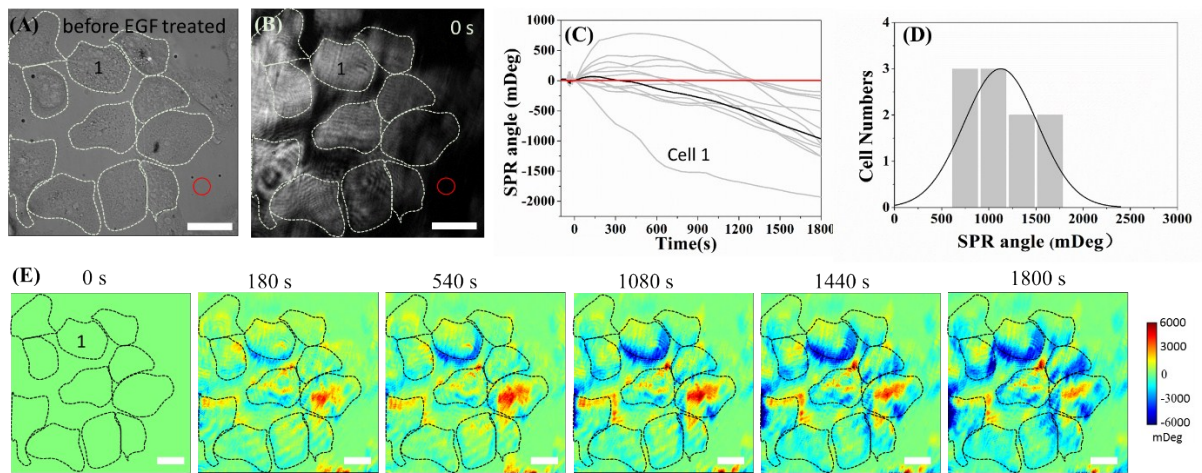 (A) before EGF treated
1
(B) 0 s
1
(C)
1000
500
0
-500
-1000
-1500
-2000
SPR angle (mDeg)
Cell 1
0 300 600 900 1200 1500 1800
Time(s)
(D)
4
3
2
1
0
Cell Numbers
0 500 1000 1500 2000 2500 3000
SPR angle (mDeg)
(E)
0 s 180 s 540 s 1080 s 1440 s 1800 s
1
6000
3000
0
-3000
-6000
mDeg